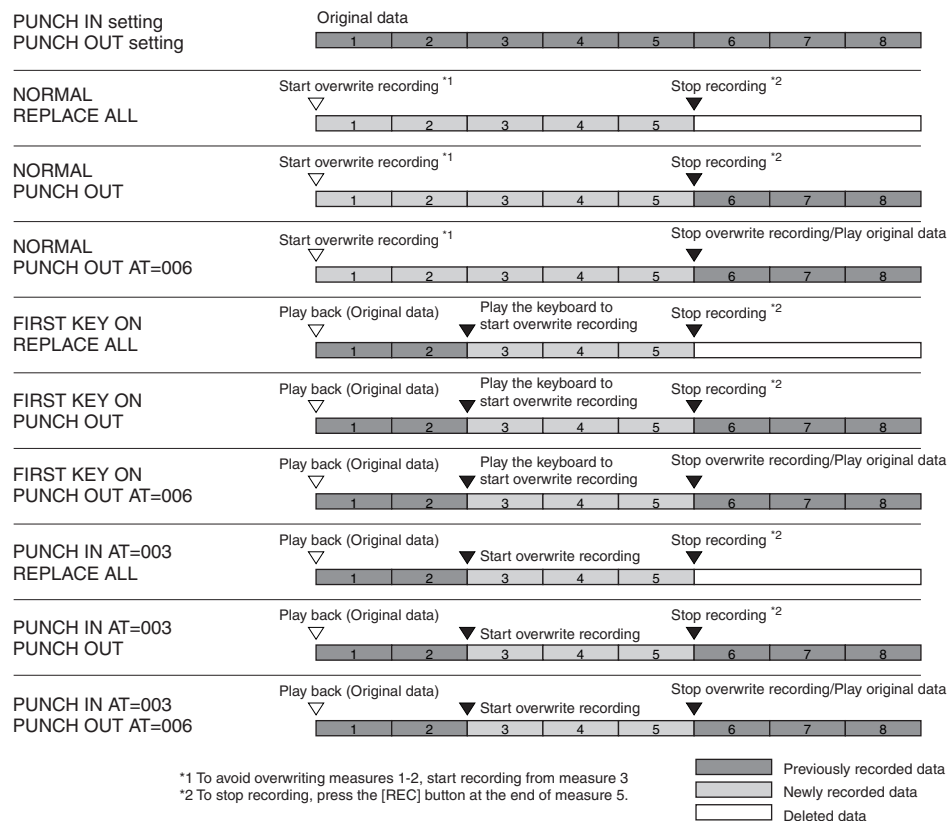 PUNCH IN setting
PUNCH OUT setting
Original data
1 2 3 4 5 6 7 8
NORMAL
REPLACE ALL
Start overwrite recording *1
Stop recording *2
1 2 3 4 5
NORMAL
PUNCH OUT
Start overwrite recording *1
Stop recording *2
1 2 3 4 5 6 7 8
NORMAL
PUNCH OUT AT=006
Start overwrite recording *1
Stop overwrite recording/Play original data
1 2 3 4 5 6 7 8
FIRST KEY ON
REPLACE ALL
Play back (Original data)
Play the keyboard to
start overwrite recording
Stop recording *2
1 2 3 4 5
FIRST KEY ON
PUNCH OUT
Play back (Original data)
Play the keyboard to
start overwrite recording
Stop recording *2
1 2 3 4 5 6 7 8
FIRST KEY ON
PUNCH OUT AT=006
Play back (Original data)
Play the keyboard to
start overwrite recording
Stop overwrite recording/Play original data
1 2 3 4 5 6 7 8
PUNCH IN AT=003
REPLACE ALL
Play back (Original data)
Start overwrite recording
Stop recording *2
1 2 3 4 5
PUNCH IN AT=003
PUNCH OUT
Play back (Original data)
Start overwrite recording
Stop recording *2
1 2 3 4 5 6 7 8
PUNCH IN AT=003
PUNCH OUT AT=006
Play back (Original data)
Start overwrite recording
Stop overwrite recording/Play original data
1 2 3 4 5 6 7 8
*1 To avoid overwriting measures 1-2, start recording from measure 3
*2 To stop recording, press the [REC] button at the end of measure 5.
Previously recorded data
Newly recorded data
Deleted data